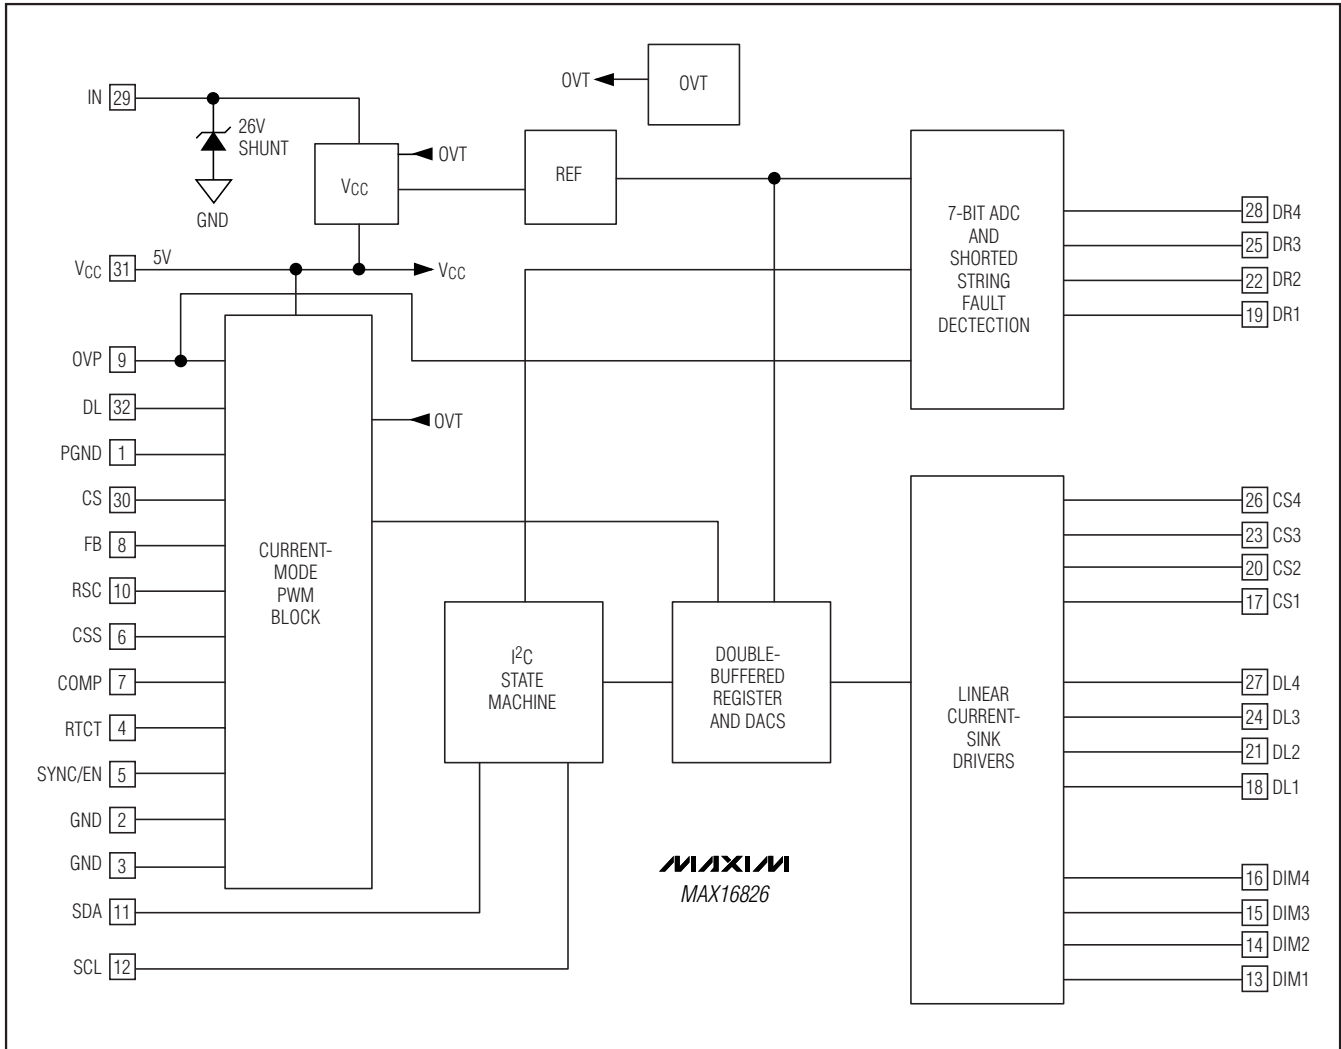 OVT
OVT
IN 29
26V
SHUNT
GND
OVT
VCC
REF
7-BIT ADC
AND
SHORTED
STRING
FAULT
DECTECTION
28 DR4
25 DR3
22 DR2
19 DR1
VCC 31
5V
VCC
OVP 9
DL 32
PGND 1
CS 30
FB 8
RSC 10
CSS 6
COMP 7
RTCT 4
SYNC/EN 5
GND 2
GND 3
SDA 11
SCL 12
OVT
CURRENT-
MODE
PWM
BLOCK
I2C
STATE
MACHINE
DOUBLE-
BUFFERED
REGISTER
AND DACS
LINEAR
CURRENT-
SINK
DRIVERS
26 CS4
23 CS3
20 CS2
17 CS1
27 DL4
24 DL3
21 DL2
18 DL1
16 DIM4
15 DIM3
14 DIM2
13 DIM1
MAXIM
MAX16826